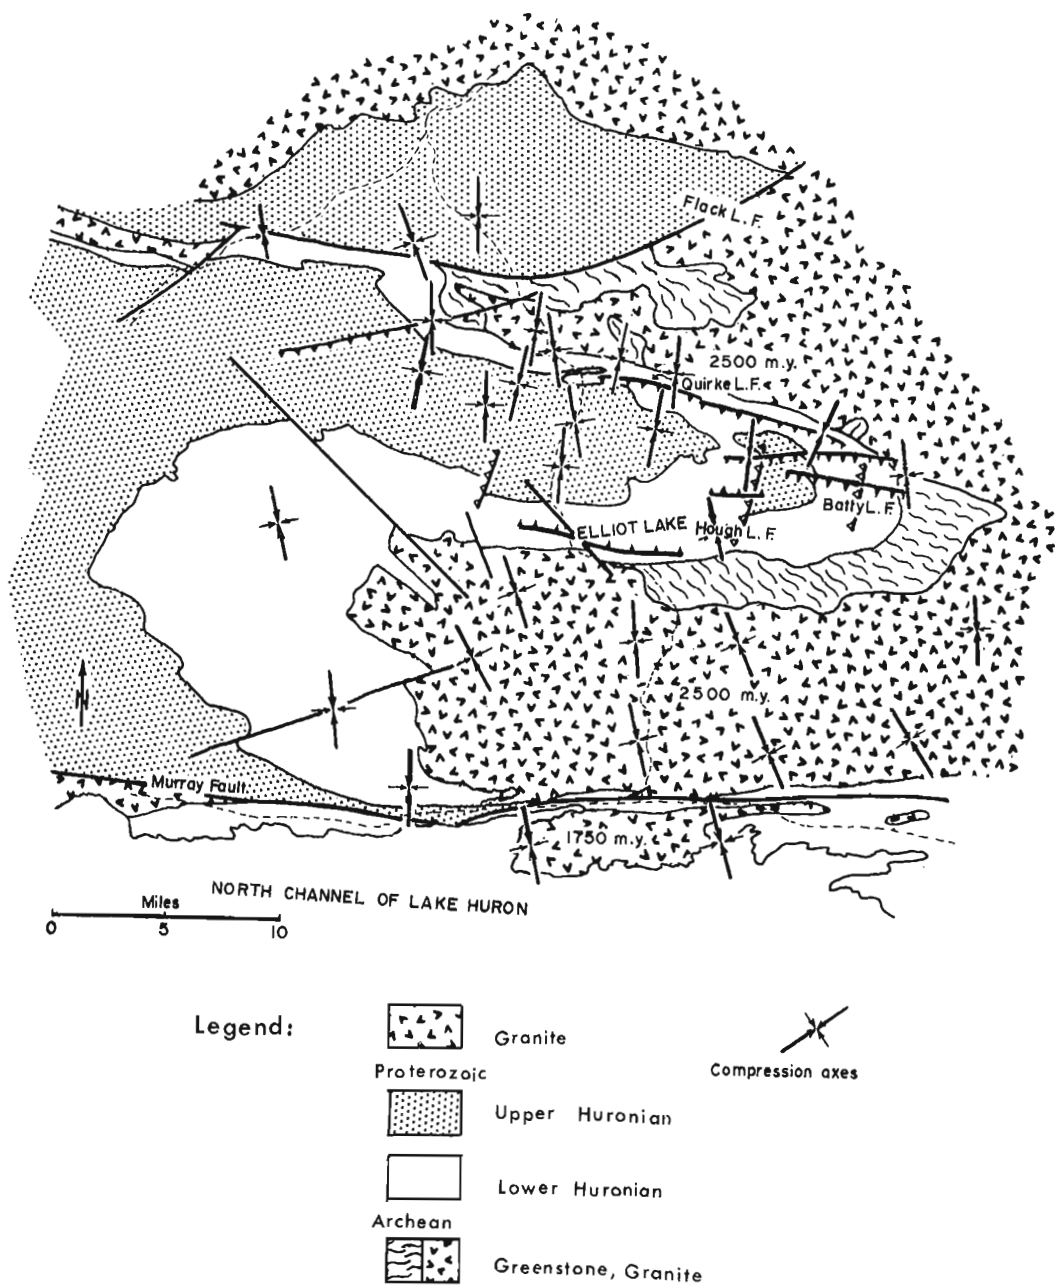 Flack L. F.
2500 m.y.
Quirke L.F.
Batty L. F.
ELLIOT LAKE
Hough L. F.
2500 m.y.
N
Murray Fault
1750 m.y.
NORTH CHANNEL OF LAKE HURON
Miles
0 5 10
Legend:
Granite
Proterozoic
Compression axes
Upper Huronian
Lower Huronian
Archean
Greenstone, Granite